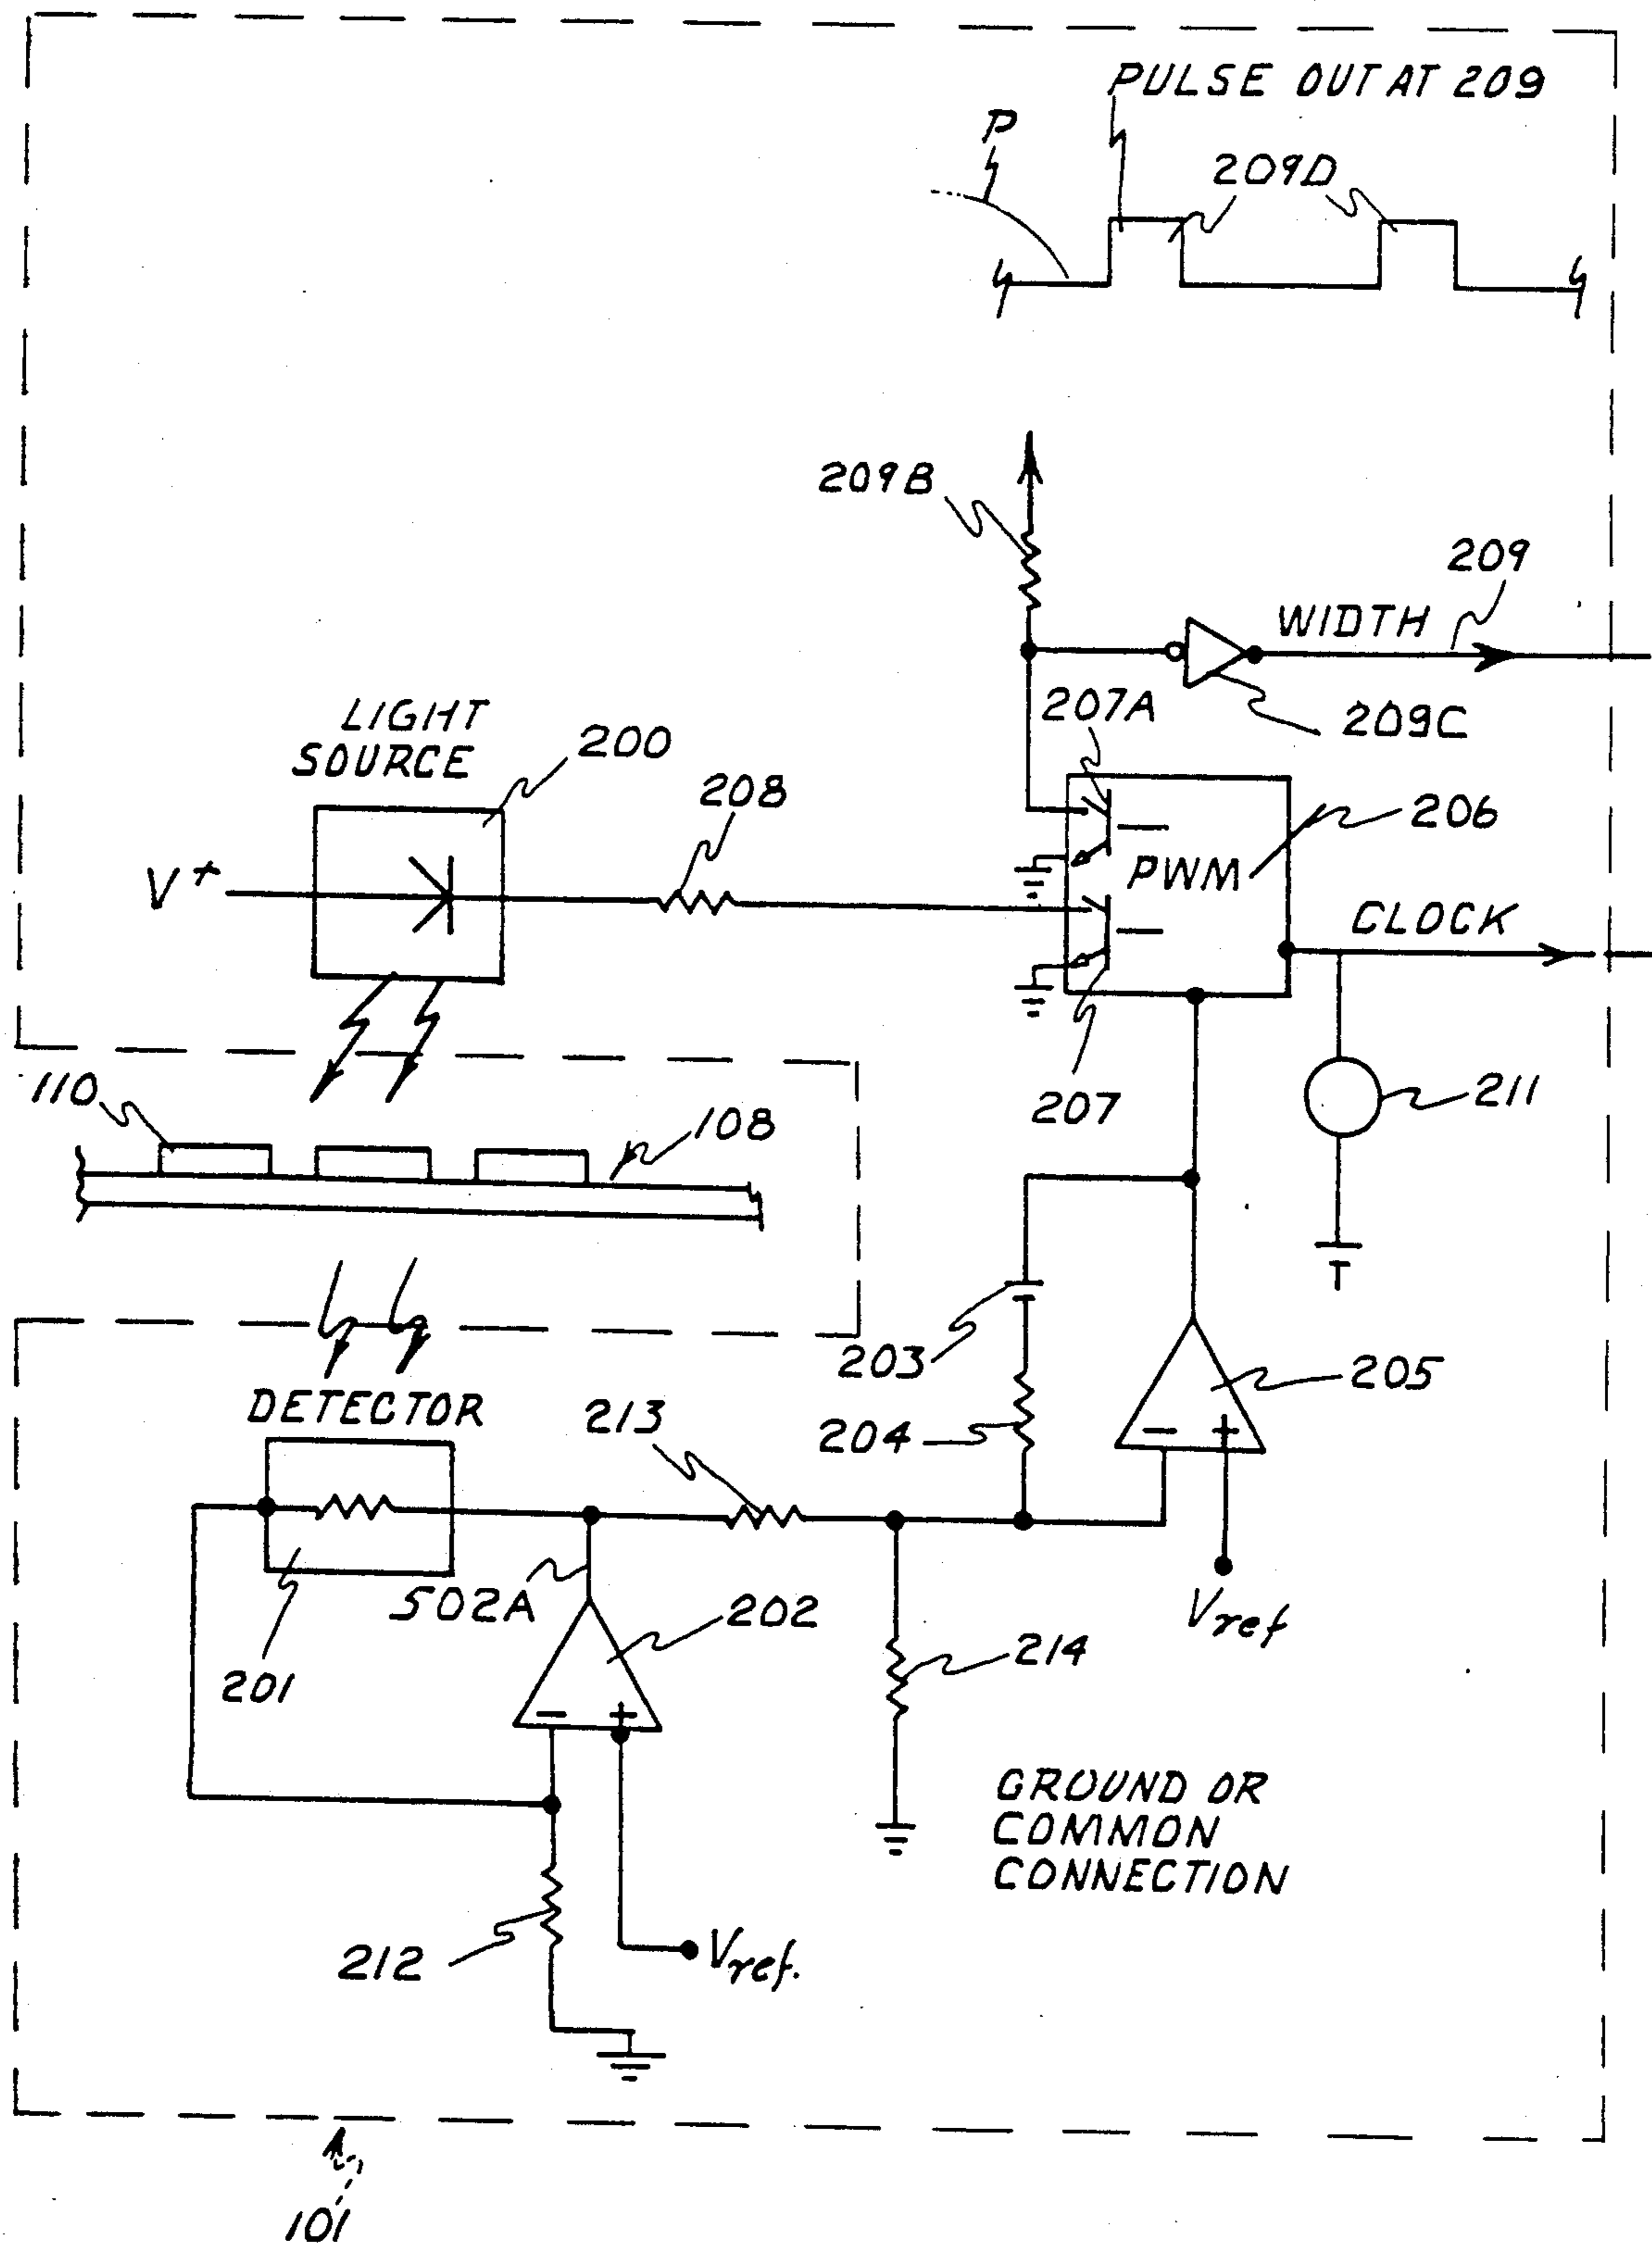 PULSE OUT AT 209
P
209D
209B
209
WIDTH
207A
209C
LIGHT
SOURCE
200
208
206
PWM
V+
CLOCK
110
108
207
211
203
205
DETECTOR
213
204
- +
502A
202
Vref
201
214
- +
GROUND OR
COMMON
CONNECTION
212
Vref.
101